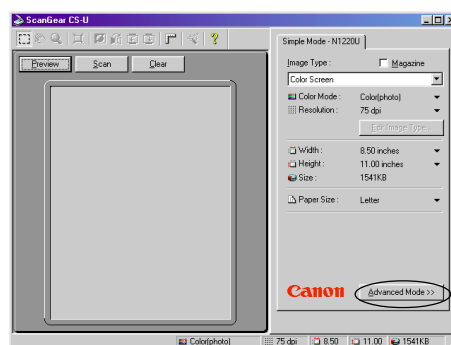 ScanGear CS-U
Preview Scan Clear
Simple Mode - N1220U
Image Type : Magazine
Color Screen
Color Mode : Color(photo)
Resolution : 75 dpi
Edit Image Type...
Width : 8.50 inches
Height : 11.00 inches
Size : 1541KB
Paper Size : Letter
Canon Advanced Mode >>
Color(photo) 75 dpi 8.50 11.00 1541KB